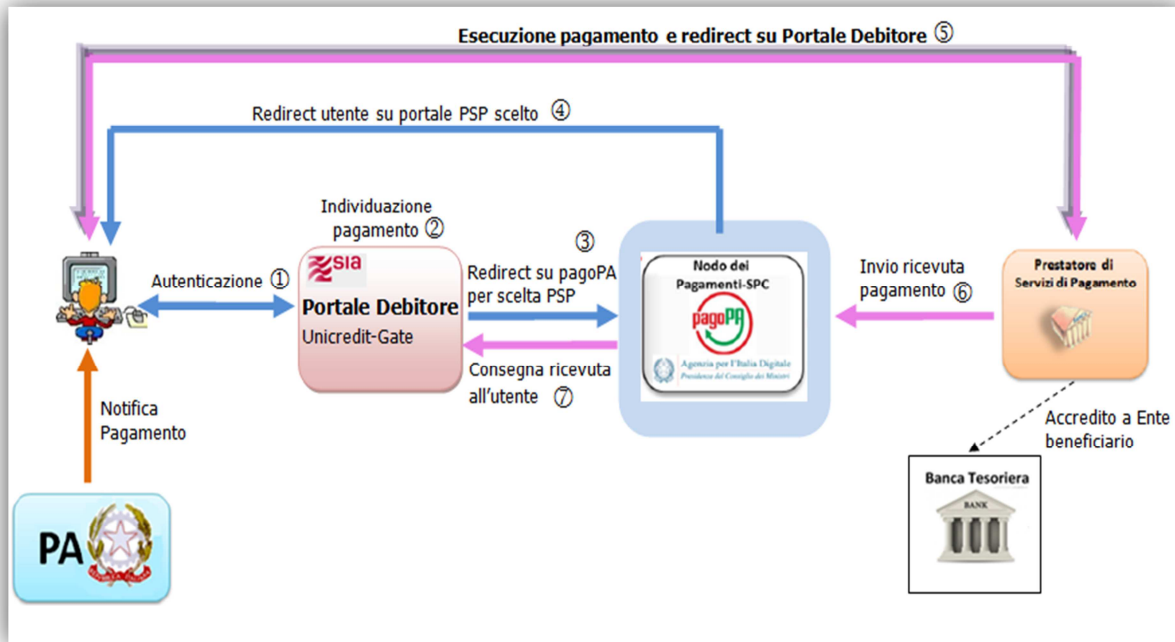 Esecuzione pagamento e redirect su Portale Debitore ⑤
Redirect utente su portale PSP scelto ④
Individuazione
pagamento ②
③
sia
Autenticazione ①
Portale Debitore
Unicredit-Gate
Redirect su pagoPA
per scelta PSP
Consegna ricevuta
all'utente ⑦
Nodo dei
Pagamenti-SPC
pagoPA
Agenzia per l'Italia Digitale
Presidenza del Consiglio dei Ministri
Invio ricevuta
pagamento ⑥
Prestatore di
Servizi di Pagamento
Notifica
Pagamento
Accredito a Ente
beneficiario
Banca Tesoriera
BANK
PA